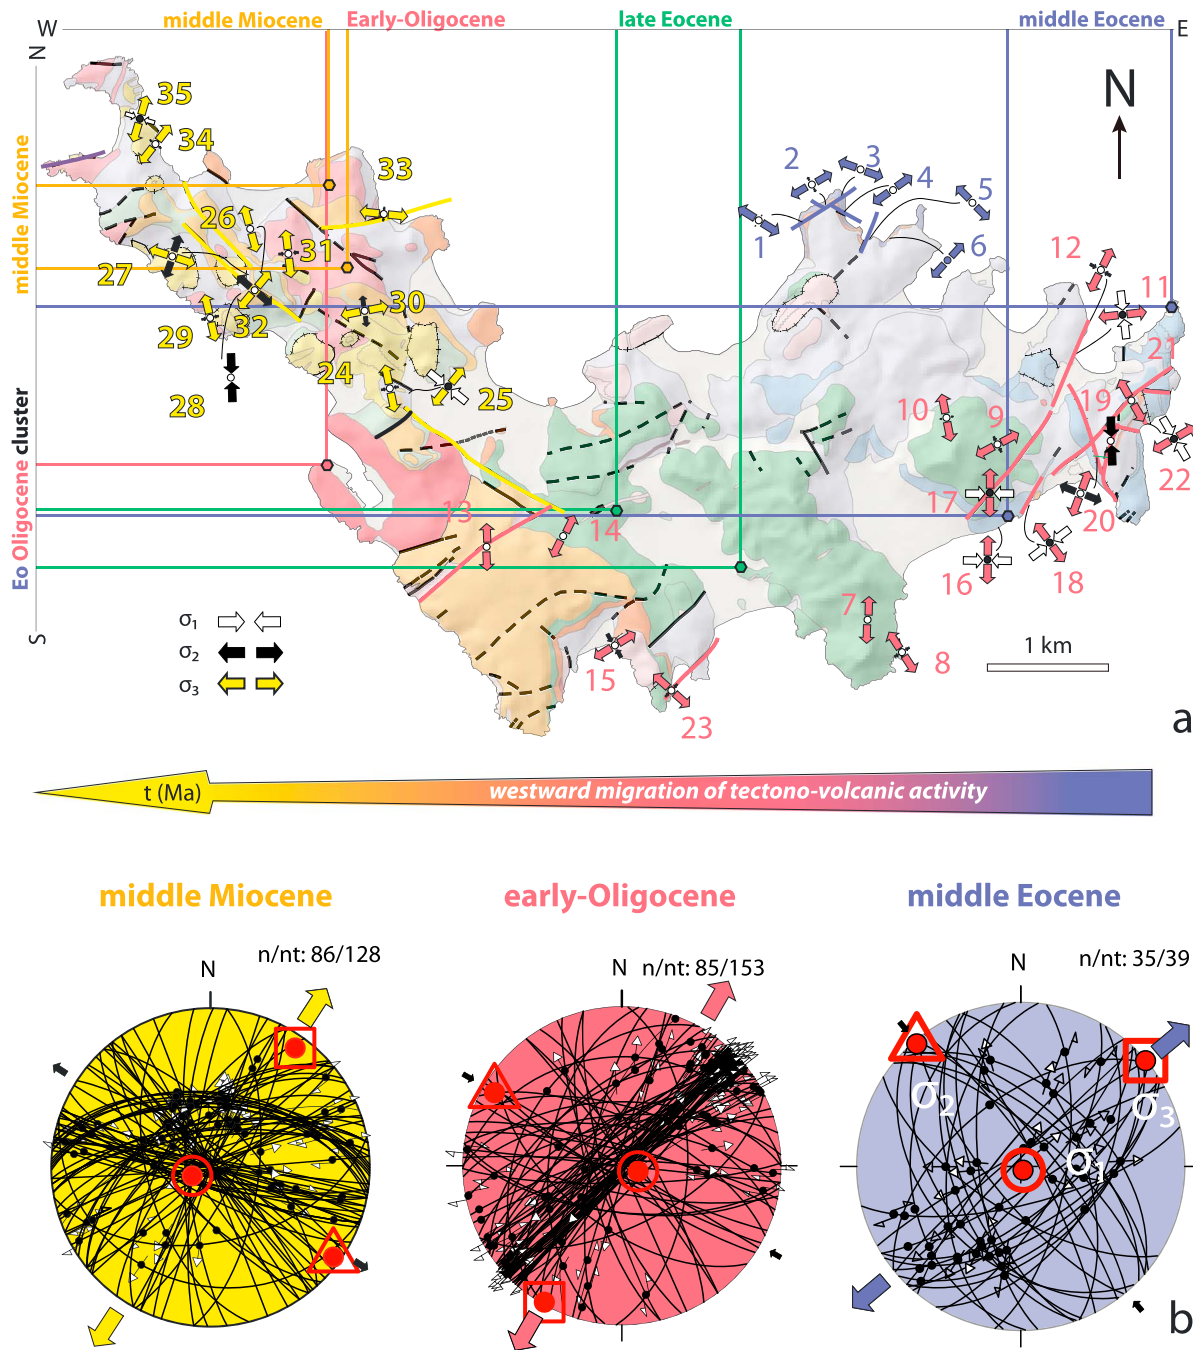 middle Miocene Early-Oligocene late Eocene middle Eocene
W E
N
N
35
34
33
2 3 4 5
1 6
26
31
27
12
11
30
29 32
21
24
25
28
10 9 19
22
17
13 14
20
16 18
7
8
15
23
middle Miocene
Eo Oligocene cluster
S
σ1
σ2
σ3
1 km
a
t (Ma) westward migration of tectono-volcanic activity
middle Miocene early-Oligocene middle Eocene
n/nt: 86/128 n/nt: 85/153 n/nt: 35/39
N N N
σ2 σ3
σ1
b